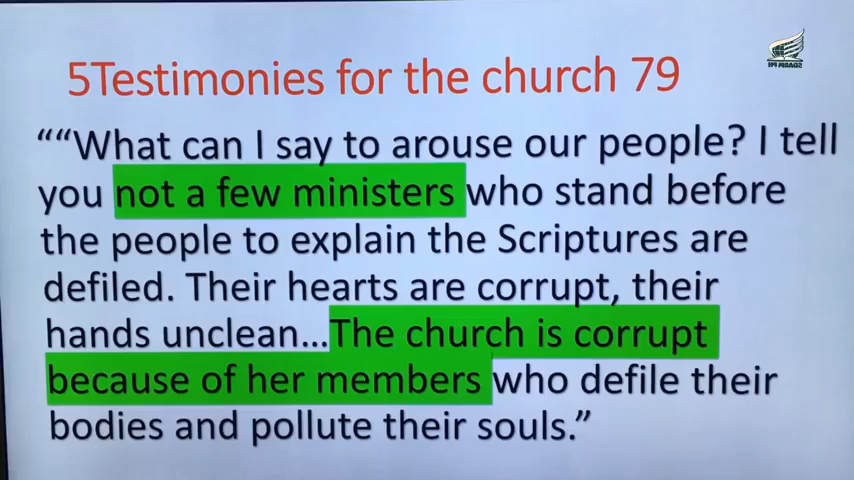 5Testimonies for the church 79
““What can I say to arouse our people? I tell
you not a few ministers who stand before
the people to explain the Scriptures are
defiled. Their hearts are corrupt, their
hands unclean…The church is corrupt
because of her members who defile their
bodies and pollute their souls.”